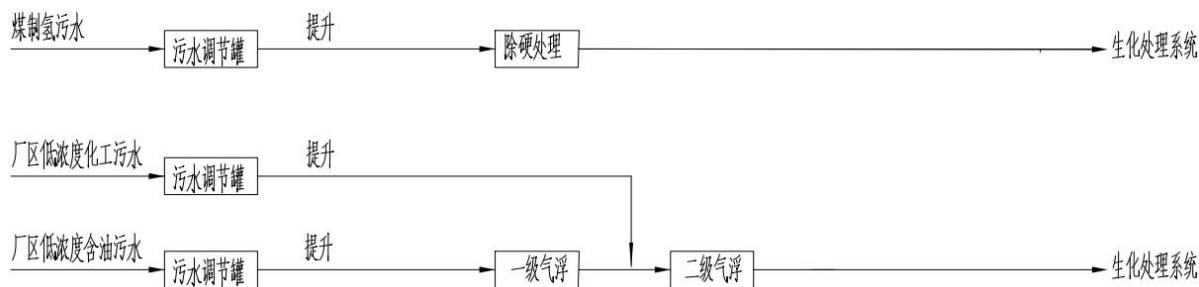 煤制氢污水
提升
污水调节罐
除硬处理
生化处理系统
厂区低浓度化工污水
提升
污水调节罐
厂区低浓度含油污水
提升
污水调节罐
一级气浮
二级气浮
生化处理系统